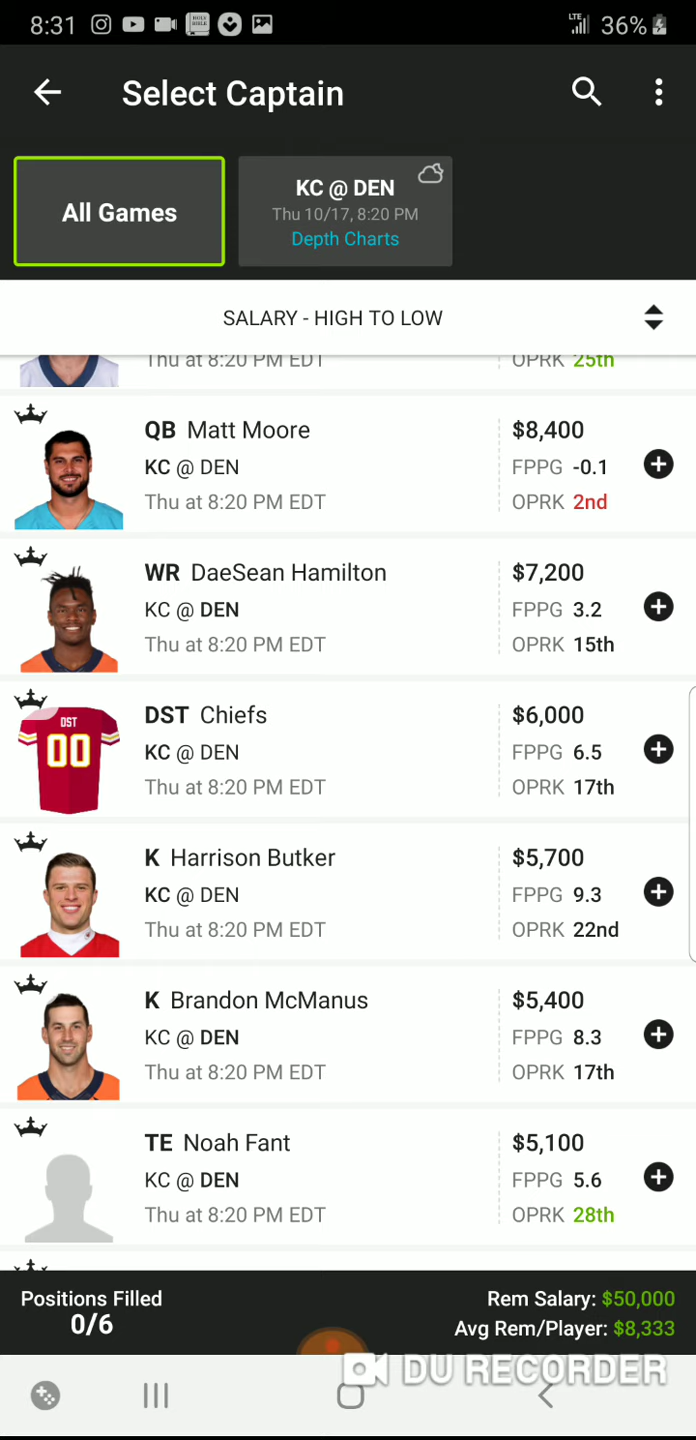 8:31
HOLY BIBLE
LTE
36%
Select Captain
All Games
KC @ DEN
Thu 10/17, 8:20 PM
Depth Charts
SALARY - HIGH TO LOW
Thu at 8:20 PM EDT
OPRK 25th
QB Matt Moore
$8,400
KC @ DEN
FPPG -0.1
Thu at 8:20 PM EDT
OPRK 2nd
WR DaeSean Hamilton
$7,200
KC @ DEN
FPPG 3.2
Thu at 8:20 PM EDT
OPRK 15th
DST
00
DST Chiefs
$6,000
KC @ DEN
FPPG 6.5
Thu at 8:20 PM EDT
OPRK 17th
K Harrison Butker
$5,700
KC @ DEN
FPPG 9.3
Thu at 8:20 PM EDT
OPRK 22nd
K Brandon McManus
$5,400
KC @ DEN
FPPG 8.3
Thu at 8:20 PM EDT
OPRK 17th
TE Noah Fant
$5,100
KC @ DEN
FPPG 5.6
Thu at 8:20 PM EDT
OPRK 28th
Positions Filled
0/6
Rem Salary: $50,000
Avg Rem/Player: $8,333
DU RECORDER